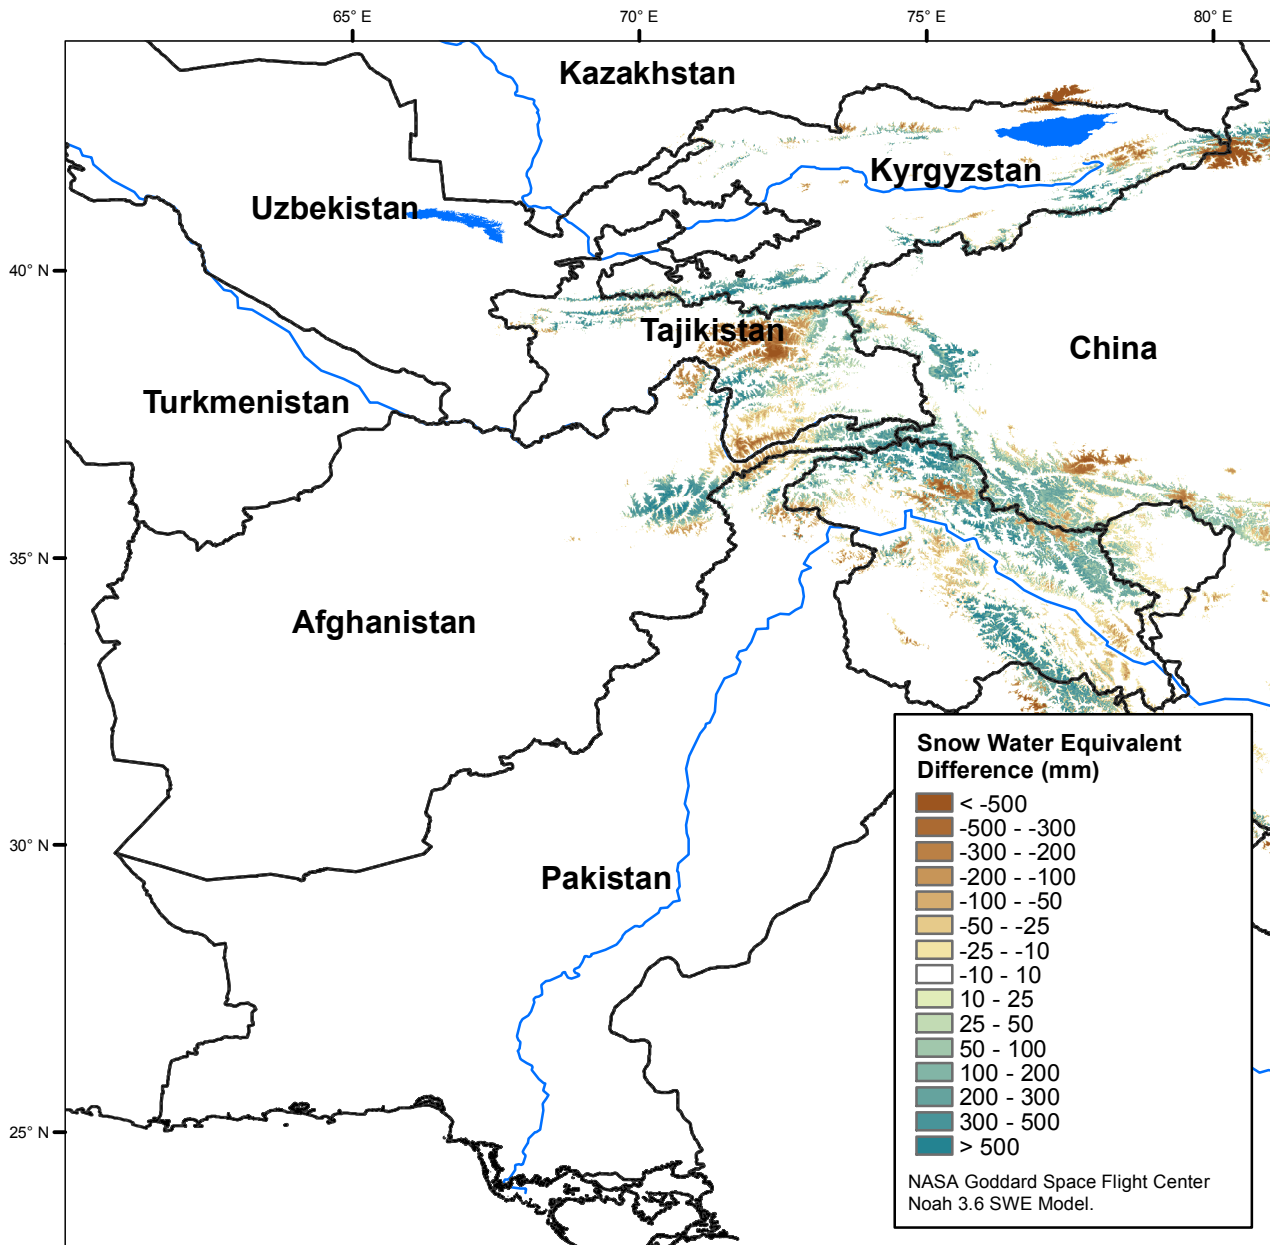 65° E
70° E
75° E
80° E
Kazakhstan
Kyrgyzstan
Uzbekistan
40° N
Tajikistan
China
Turkmenistan
35° N
Afghanistan
30° N
Pakistan
25° N
Snow Water Equivalent
Difference (mm)
< -500
-500 - -300
-300 - -200
-200 - -100
-100 - -50
-50 - -25
-25 - -10
-10 - 10
10 - 25
25 - 50
50 - 100
100 - 200
200 - 300
300 - 500
> 500
NASA Goddard Space Flight Center
Noah 3.6 SWE Model.